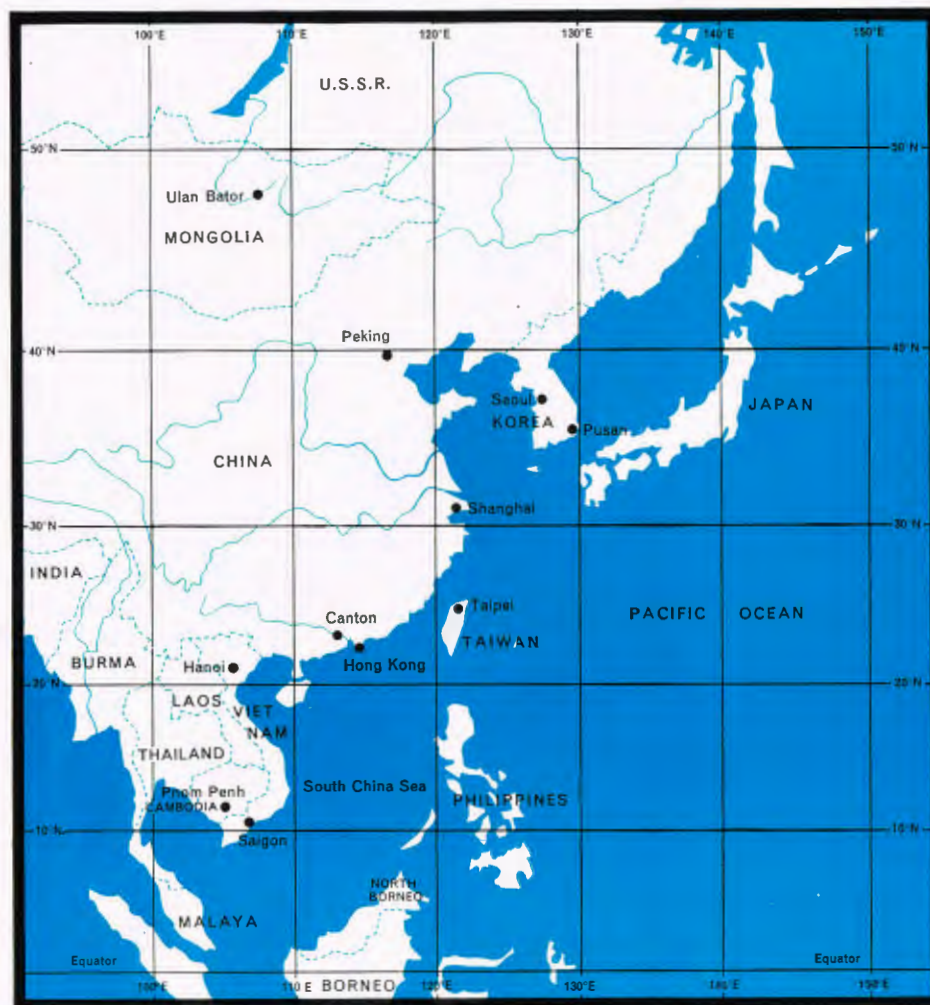 100°E 110°E 120°E 130°E 140°E 150°E
U.S.S.R.
50°N 50°N
Ulan Bator
MONGOLIA
Peking
40°N 40°N
Seoul
KOREA
JAPAN
Pusan
CHINA
Shanghai
30°N 30°N
INDIA
Taipei
PACIFIC OCEAN
Canton
TAIWAN
BURMA
Hanoi
Hong Kong
20°N 20°N
LAOS
VIET
NAM
THAILAND
South China Sea
Phom Penh
CAMBODIA
PHILIPPINES
10°N 10°N
Saigon
NORTH
BORNEO
MALAYA
Equator Equator
100°E 110°E BORNEO 120°E 130°E 140°E 150°E